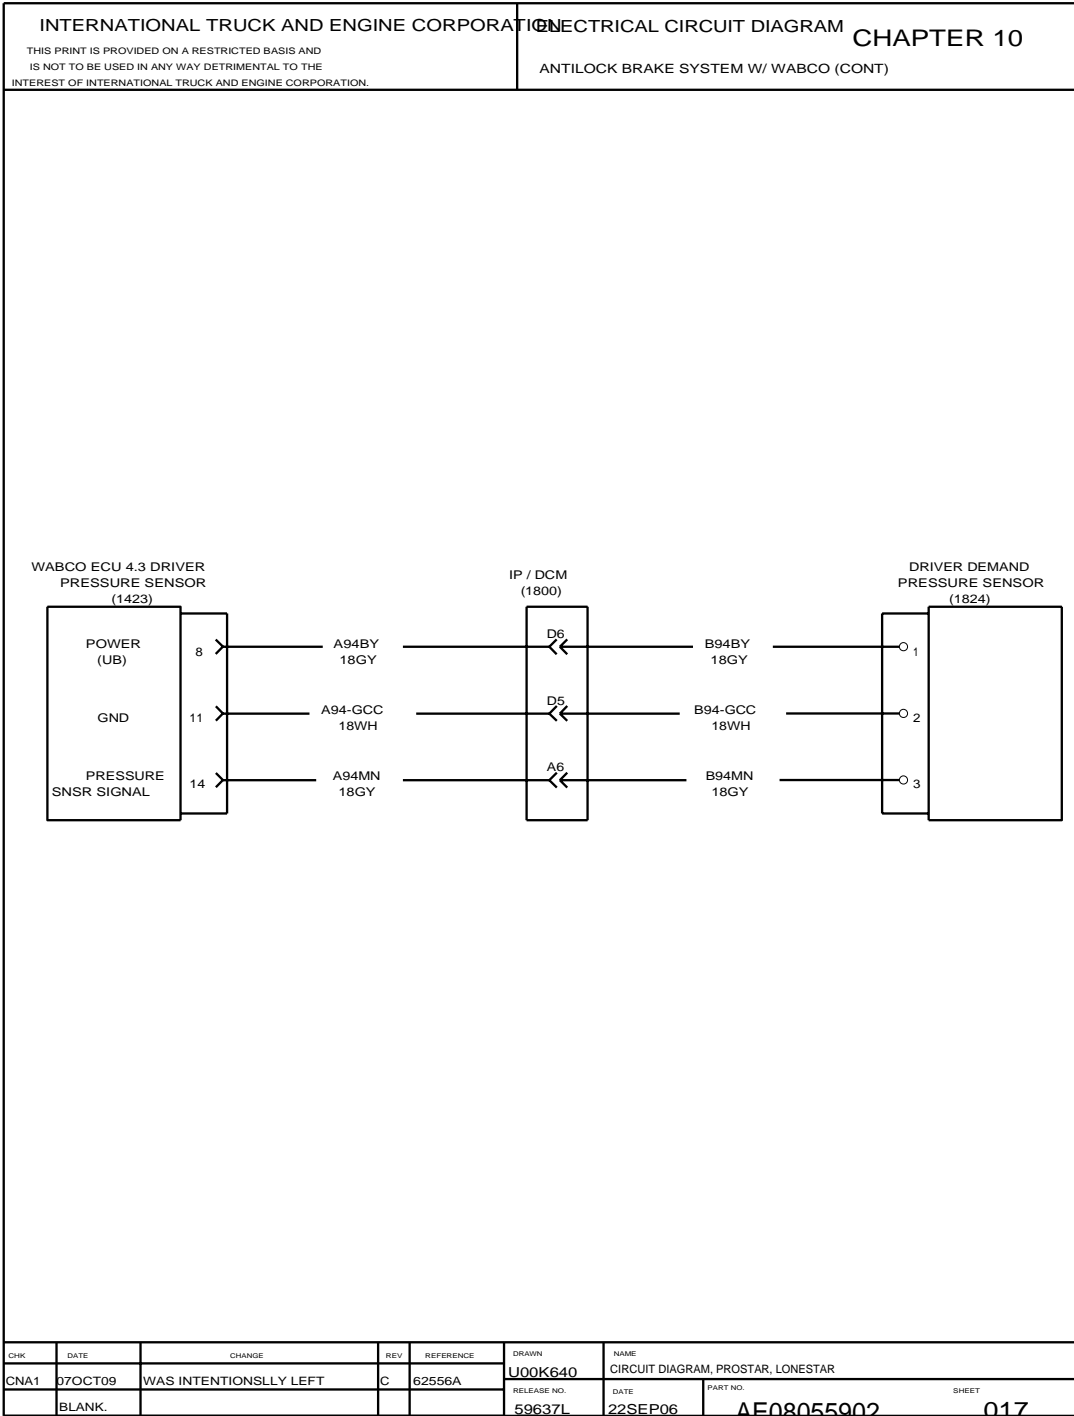 INTERNATIONAL TRUCK AND ENGINE CORPORATION
THIS PRINT IS PROVIDED ON A RESTRICTED BASIS AND
IS NOT TO BE USED IN ANY WAY DETRIMENTAL TO THE
INTEREST OF INTERNATIONAL TRUCK AND ENGINE CORPORATION.
ELECTRICAL CIRCUIT DIAGRAM
CHAPTER 10
ANTILOCK BRAKE SYSTEM W/ WABCO (CONT)
WABCO ECU 4.3 DRIVER
PRESSURE SENSOR
(1423)
IP / DCM
(1800)
DRIVER DEMAND
PRESSURE SENSOR
(1824)
POWER
(UB)
8
A94BY
18GY
D6
B94BY
18GY
1
GND
11
A94-GCC
18WH
D5
B94-GCC
18WH
2
PRESSURE
SNSR SIGNAL
14
A94MN
18GY
A6
B94MN
18GY
3
CHK DATE CHANGE REV REFERENCE
CNA1 07OCT09 WAS INTENTIONSLLY LEFT C 62556A
BLANK.
DRAWN
U00K640
NAME
CIRCUIT DIAGRAM, PROSTAR, LONESTAR
RELEASE NO.
59637L
DATE
22SEP06
PART NO.
AE08055902
SHEET
017